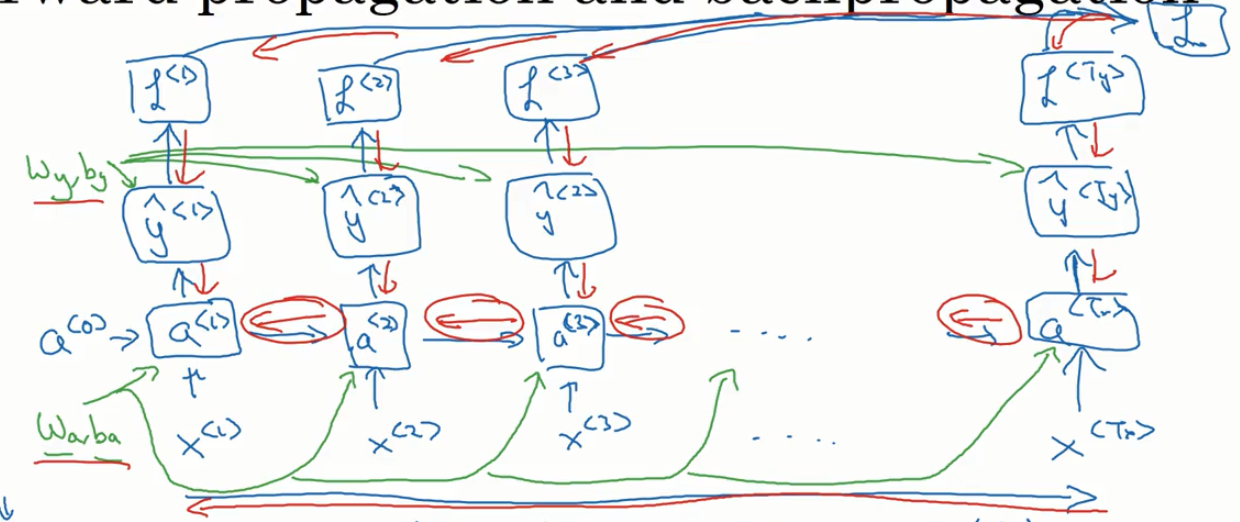 forward propagation and backpropagation
L
L<1> L<2> L<3> L<Ty>
Wy,by
ŷ<1> ŷ<2> ŷ<2> ŷ<Ty>
a<0> a<1> a<2> a<3> .... a<Tx>
Wa,ba
x<1> x<2> x<3> ..... x<Tx>